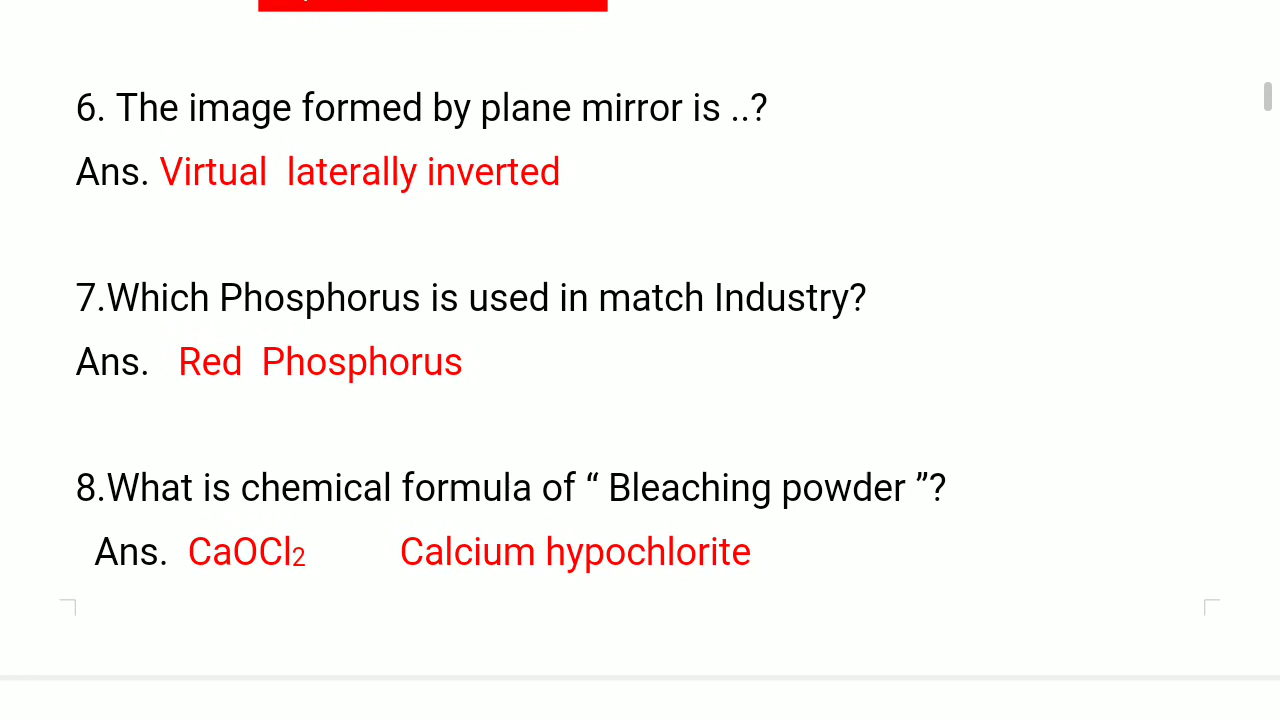 6. The image formed by plane mirror is ..?
Ans. Virtual  laterally inverted
7.Which Phosphorus is used in match Industry?
Ans.   Red  Phosphorus
8.What is chemical formula of “ Bleaching powder ”?
Ans.  CaOCl₂          Calcium hypochlorite